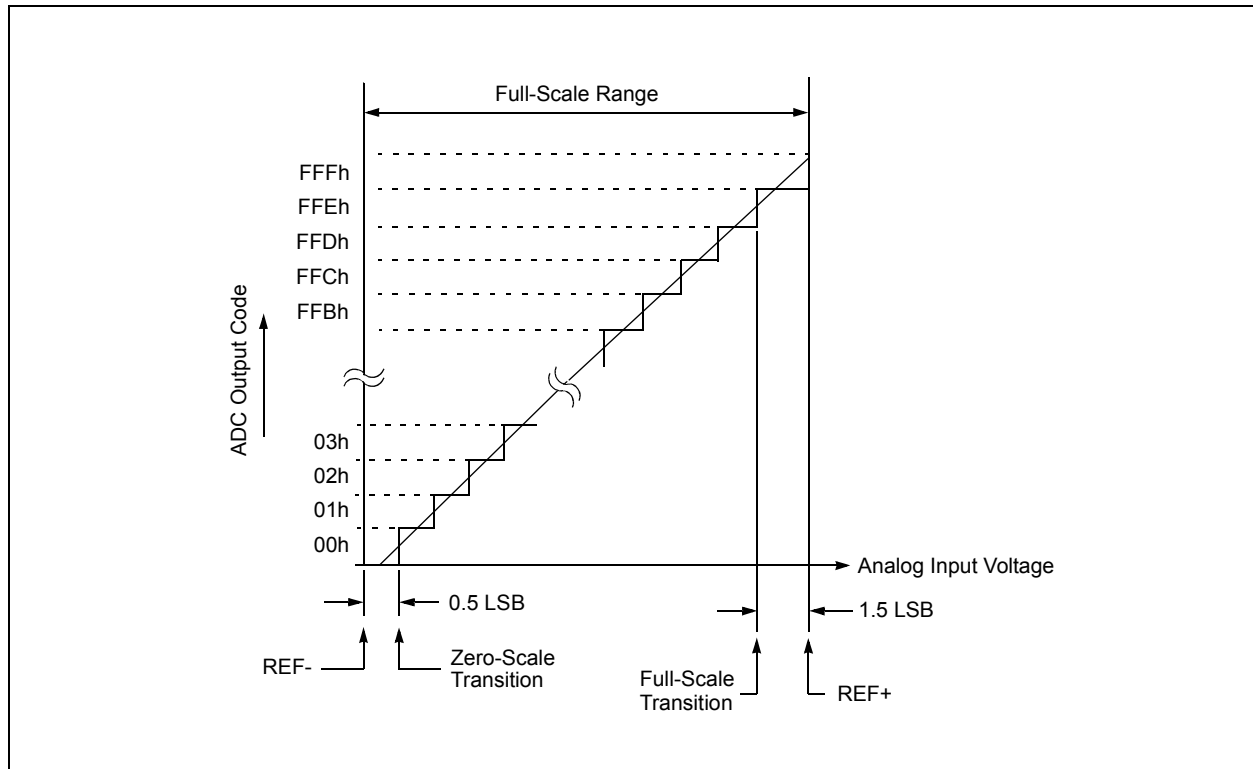 Full-Scale Range
FFFh
FFEh
FFDh
FFCh
FFBh
ADC Output Code
03h
02h
01h
00h
Analog Input Voltage
0.5 LSB
1.5 LSB
REF-
Zero-Scale
Transition
Full-Scale
Transition
REF+